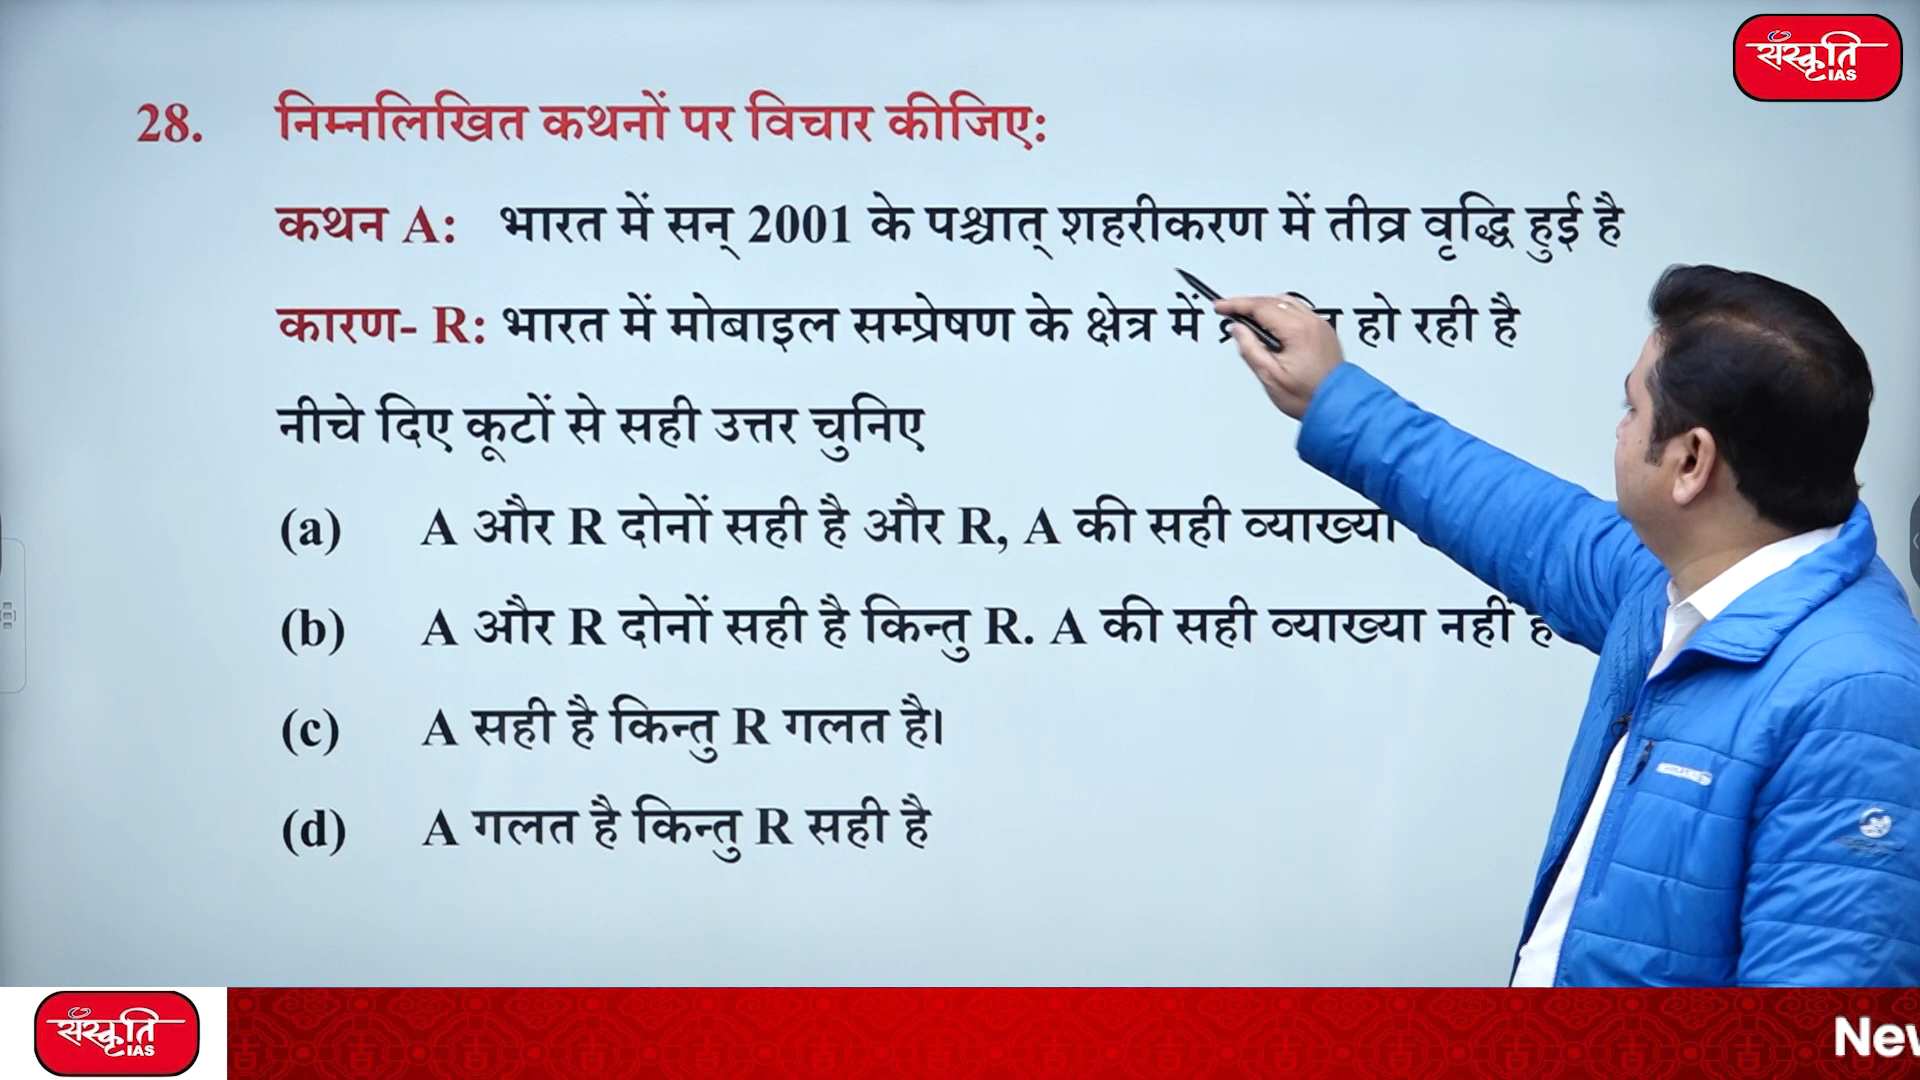 संस्कृति
IAS
28. निम्नलिखित कथनों पर विचार कीजिए:
कथन A: भारत में सन् 2001 के पश्चात् शहरीकरण में तीव्र वृद्धि हुई है
कारण- R: भारत में मोबाइल सम्प्रेषण के क्षेत्र में हो रही है
नीचे दिए कूटों से सही उत्तर चुनिए
(a) A और R दोनों सही है और R, A की सही व्याख्या
(b) A और R दोनों सही है किन्तु R. A की सही व्याख्या नहीं है
(c) A सही है किन्तु R गलत है।
(d) A गलत है किन्तु R सही है
संस्कृति
IAS
New